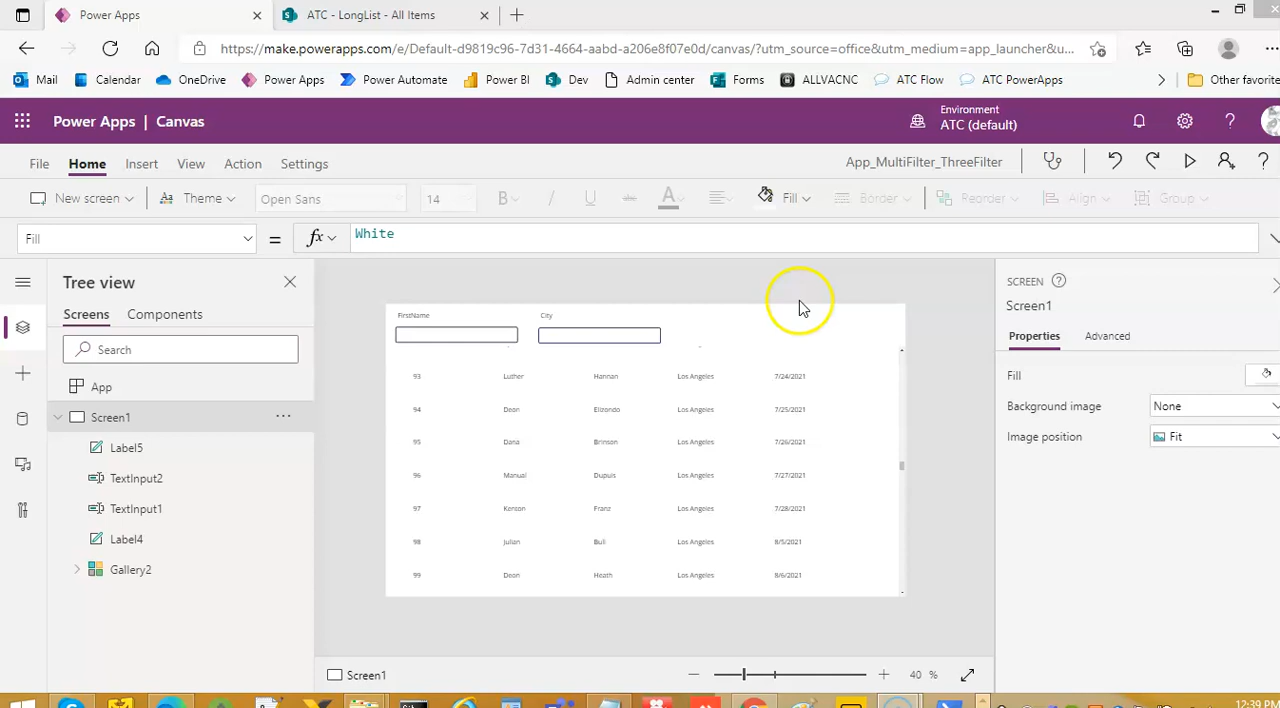 Power Apps
ATC - LongList - All Items
https://make.powerapps.com/e/Default-d9819c96-7d31-4664-aabd-a206e8f07e0d/canvas/?utm_source=office&utm_medium=app_launcher&u...
Mail Calendar OneDrive Power Apps Power Automate Power BI Dev Admin center Forms ALLVACNC ATC Flow ATC PowerApps Other favorite
Power Apps | Canvas
Environment
ATC (default)
File Home Insert View Action Settings App_MultiFilter_ThreeFilter
New screen Theme Open Sans 14 B / U abc A Fill Border Reorder Align Group
Fill = fx White
Tree view
Screens Components
Search
App
Screen1
Label5
TextInput2
TextInput1
Label4
Gallery2
FirstName City
93 Luther Hannan Los Angeles 7/24/2021
94 Deon Elizondo Los Angeles 7/25/2021
95 Dana Brinson Los Angeles 7/26/2021
96 Manual Dupuis Los Angeles 7/27/2021
97 Kenson Franz Los Angeles 7/28/2021
98 Julian Bull Los Angeles 8/5/2021
99 Deon Heath Los Angeles 8/6/2021
SCREEN
Screen1
Properties Advanced
Fill
Background image None
Image position Fit
Screen1 40 %
12:39 PM